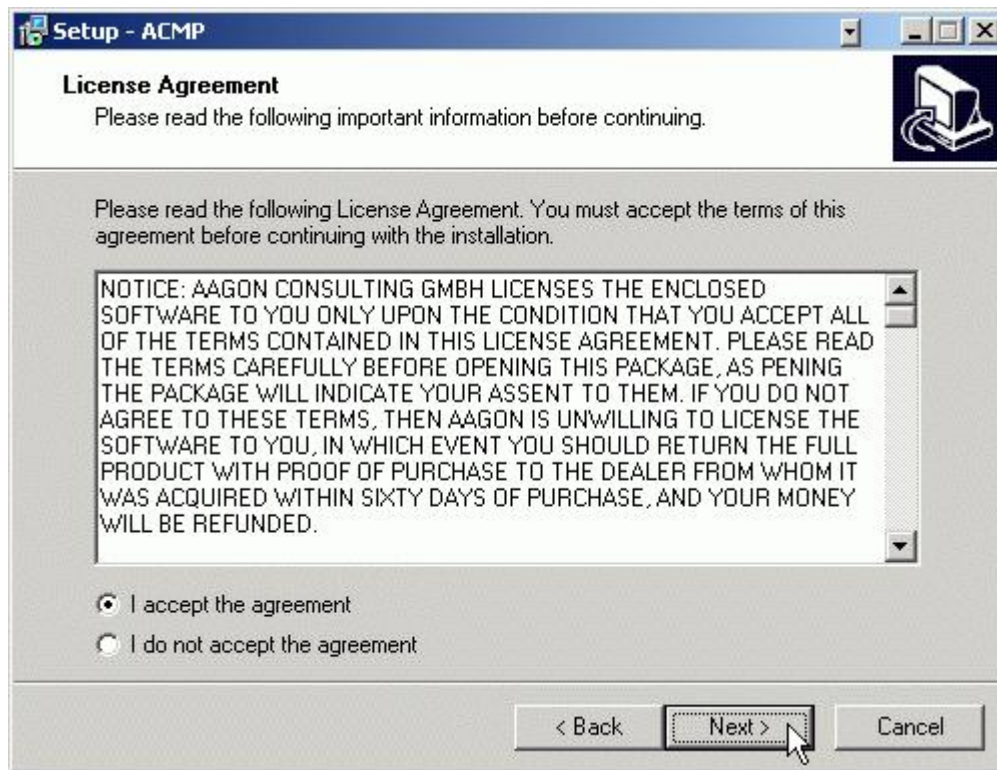 Setup - ACMP
License Agreement
Please read the following important information before continuing.
Please read the following License Agreement. You must accept the terms of this
agreement before continuing with the installation.
NOTICE: AAGON CONSULTING GMBH LICENSES THE ENCLOSED
SOFTWARE TO YOU ONLY UPON THE CONDITION THAT YOU ACCEPT ALL
OF THE TERMS CONTAINED IN THIS LICENSE AGREEMENT. PLEASE READ
THE TERMS CAREFULLY BEFORE OPENING THIS PACKAGE, AS PENING
THE PACKAGE WILL INDICATE YOUR ASSENT TO THEM. IF YOU DO NOT
AGREE TO THESE TERMS, THEN AAGON IS UNWILLING TO LICENSE THE
SOFTWARE TO YOU, IN WHICH EVENT YOU SHOULD RETURN THE FULL
PRODUCT WITH PROOF OF PURCHASE TO THE DEALER FROM WHOM IT
WAS ACQUIRED WITHIN SIXTY DAYS OF PURCHASE, AND YOUR MONEY
WILL BE REFUNDED.
I accept the agreement
I do not accept the agreement
< Back Next > Cancel